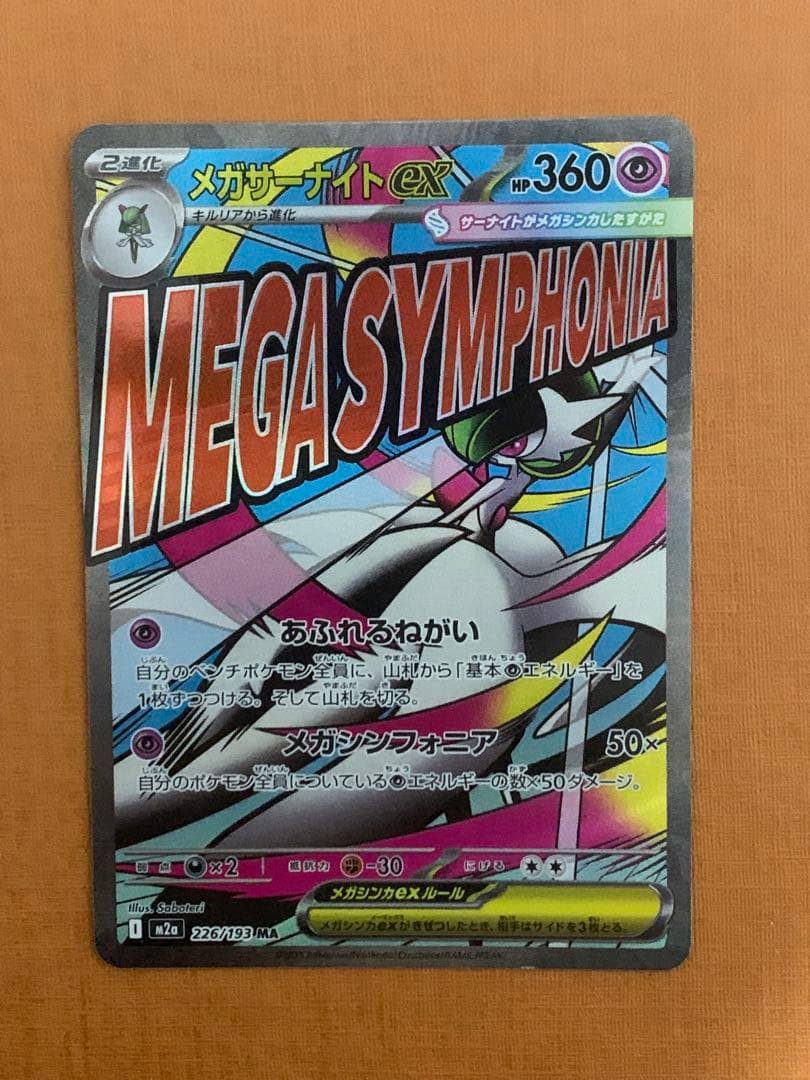 2進化 メガサーナイトex HP360
キルリアから進化 サーナイトがメガシンカしたすがた
MEGA SYMPHONIA
あふれるねがい
自分のベンチポケモン全員に、山札から「基本エネルギー」を
1枚ずつつける。そして山札を切る。
メガシンフォニア 50×
自分のポケモン全員についているエネルギーの数×50ダメージ。
弱点 ×2 抵抗力 -30 にげる
メガシンカexルール
メガシンカexがきぜつしたとき、相手はサイドを3枚とる。
Illus. Saboteri
I m2a 226/193 MA